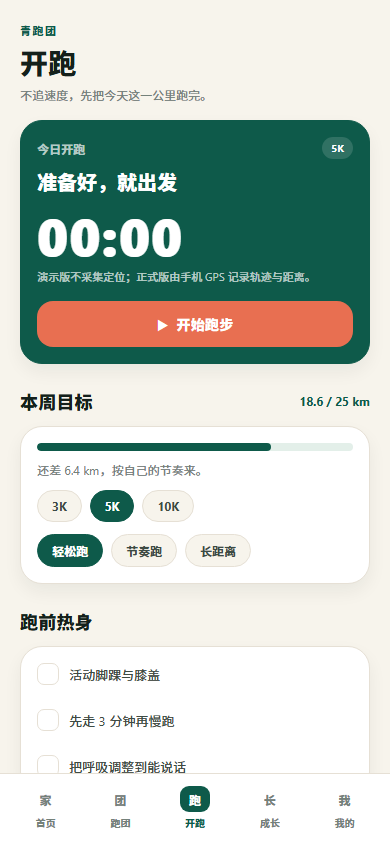 青跑团
开跑
不追速度，先把今天这一公里跑完。
今日开跑
5K
准备好，就出发
00:00
演示版不采集定位；正式版由手机 GPS 记录轨迹与距离。
▶ 开始跑步
本周目标
18.6 / 25 km
还差 6.4 km，按自己的节奏来。
3K 5K 10K
轻松跑 节奏跑 长距离
跑前热身
活动脚踝与膝盖
先走 3 分钟再慢跑
把呼吸调整到能说话
家 团 跑 长 我
首页 跑团 开跑 成长 我的